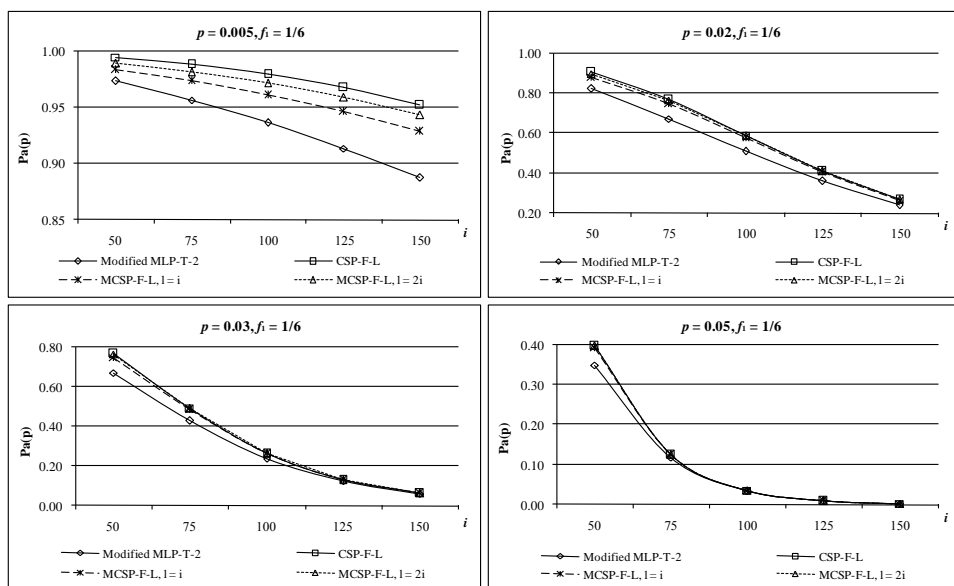 p = 0.005, f₁ = 1/6
1.00
0.95
0.90
0.85
Pa(p)
50 75 100 125 150 i
Modified MLP-T-2 CSP-F-L
MCSP-F-L, l= i MCSP-F-L, l= 2i
p = 0.02, f₁ = 1/6
1.00
0.80
0.60
0.40
0.20
Pa(p)
50 75 100 125 150 i
Modified MLP-T-2 CSP-F-L
MCSP-F-L, l= i MCSP-F-L, l= 2i
p = 0.03, f₁ = 1/6
0.80
0.60
0.40
0.20
0.00
Pa(p)
50 75 100 125 150 i
Modified MLP-T-2 CSP-F-L
MCSP-F-L, l= i MCSP-F-L, l= 2i
p = 0.05, f₁ = 1/6
0.40
0.30
0.20
0.10
0.00
Pa(p)
50 75 100 125 150 i
Modified MLP-T-2 CSP-F-L
MCSP-F-L, l= i MCSP-F-L, l= 2i